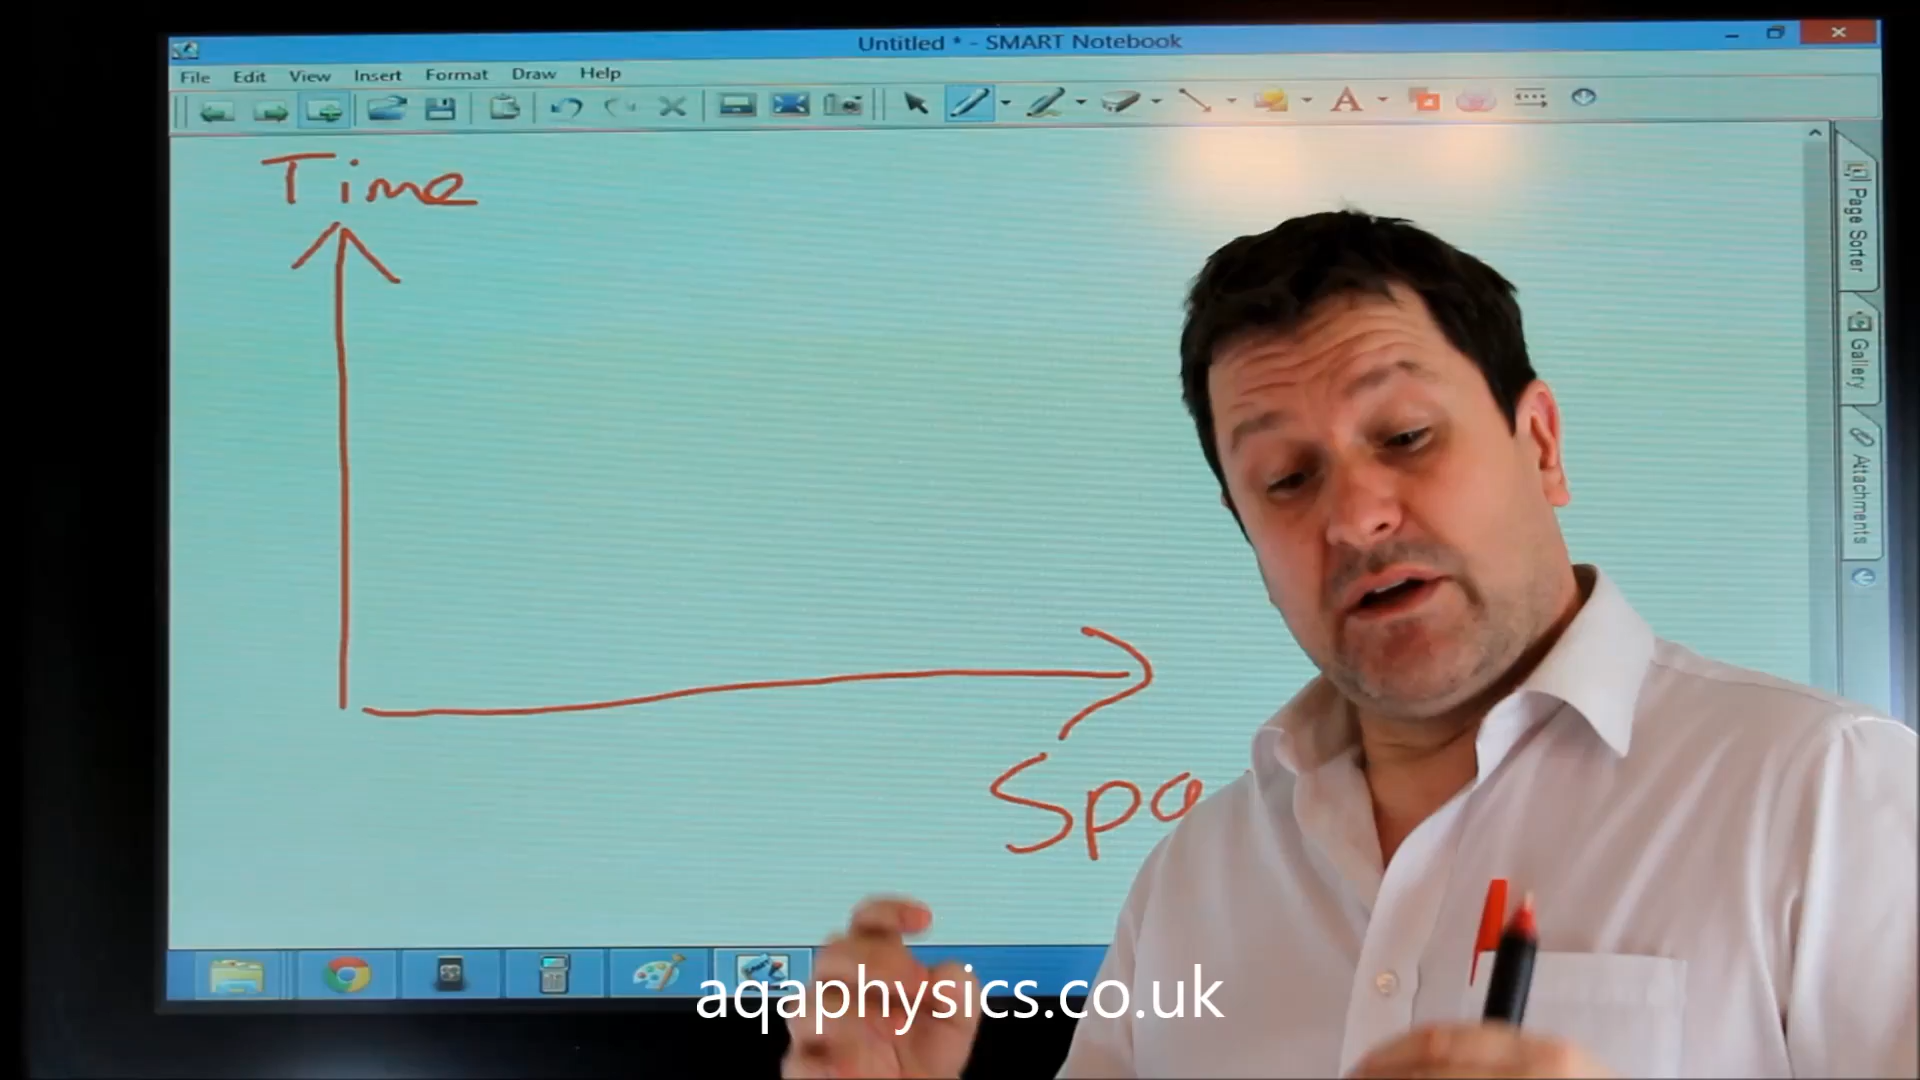 Untitled * - SMART Notebook
File Edit View Insert Format Draw Help
Time
Page Sorter
Gallery
Attachments
Spa
aqaphysics.co.uk